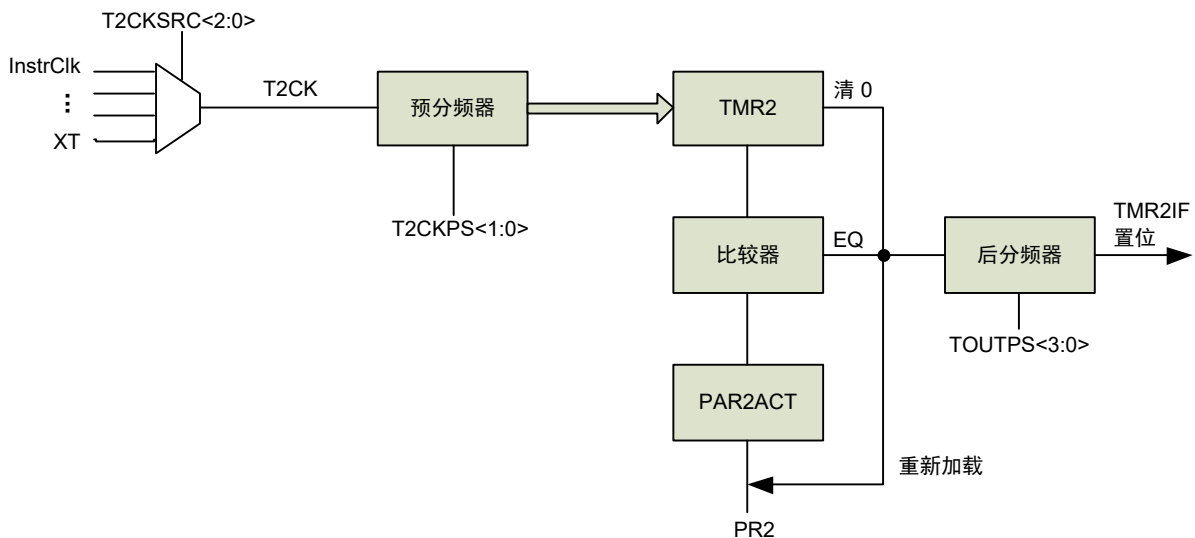 T2CKSRC<2:0>
InstrClk
⋮
XT
T2CK
预分频器
T2CKPS<1:0>
TMR2
清 0
比较器
EQ
后分频器
TMR2IF
置位
TOUTPS<3:0>
PAR2ACT
重新加载
PR2